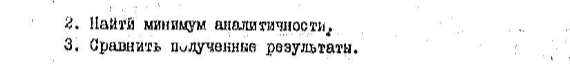 2. Найти минимум аналитичности.
3. Сравнить полученные результаты.